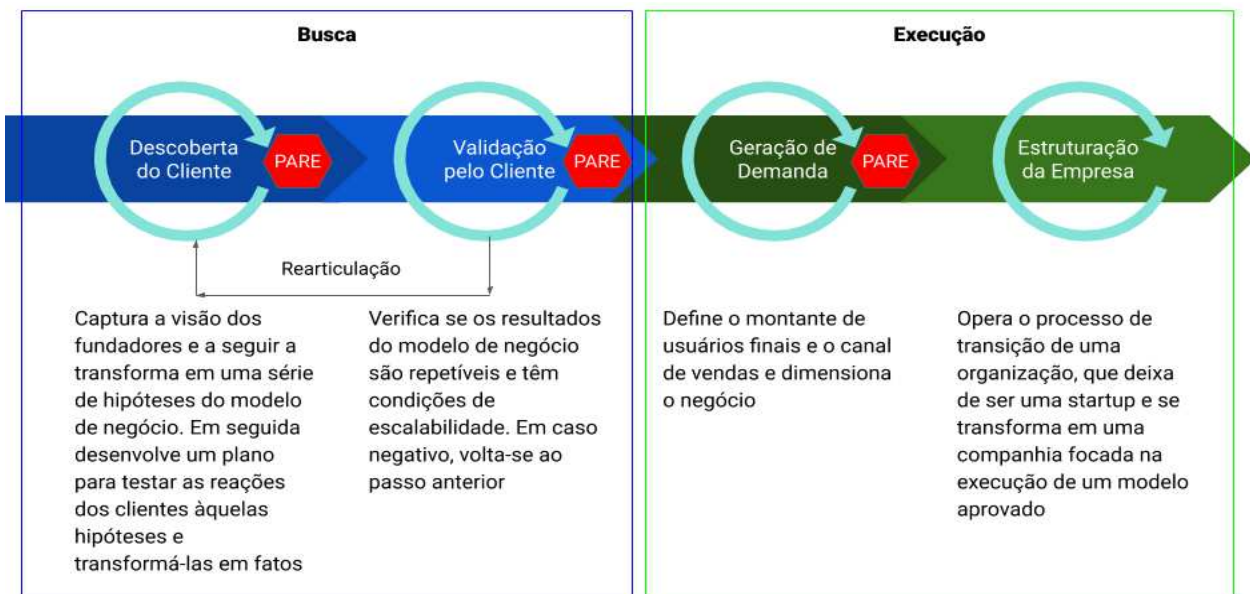 Busca
Execução
Descoberta
do Cliente
PARE
Validação
pelo Cliente
PARE
Geração de
Demanda
PARE
Estruturação
da Empresa
Rearticulação
Captura a visão dos
fundadores e a seguir a
transforma em uma série
de hipóteses do modelo
de negócio. Em seguida
desenvolve um plano
para testar as reações
dos clientes àquelas
hipóteses e
transformá-las em fatos
Verifica se os resultados
do modelo de negócio
são repetíveis e têm
condições de
escalabilidade. Em caso
negativo, volta-se ao
passo anterior
Define o montante de
usuários finais e o canal
de vendas e dimensiona
o negócio
Opera o processo de
transição de uma
organização, que deixa
de ser uma startup e se
transforma em uma
companhia focada na
execução de um modelo
aprovado